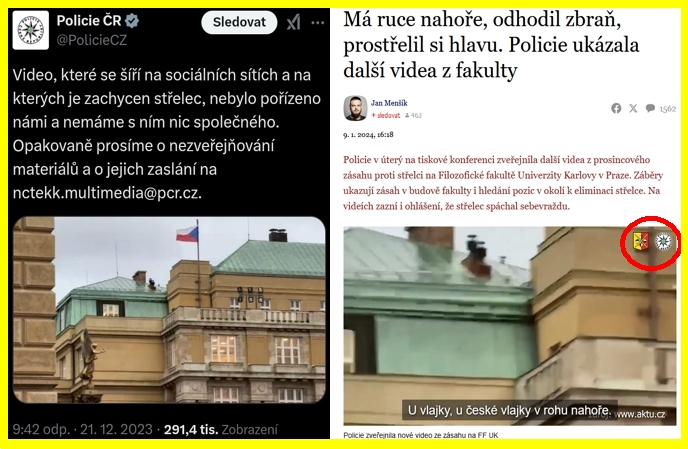 Policie ČR
@PolicieCZ
Sledovat
Video, které se šíří na sociálních sítích a na
kterých je zachycen střelec, nebylo pořízeno
námi a nemáme s ním nic společného.
Opakovaně prosíme o nezveřejňování
materiálů a o jejich zaslání na
nctekk.multimedia@pcr.cz.
9:42 odp. · 21. 12. 2023 · 291,4 tis. Zobrazení
Má ruce nahoře, odhodil zbraň,
prostřelil si hlavu. Policie ukázala
další videa z fakulty
Jan Menšík
+ sledovat 463
1562
9. 1. 2024, 16:18
Policie v úterý na tiskové konferenci zveřejnila další videa z prosincového
zásahu proti střelci na Filozofické fakultě Univerzity Karlovy v Praze. Záběry
ukazují zásah v budově fakulty i hledání pozic v okolí k eliminaci střelce. Na
videích zazní i ohlášení, že střelec spáchal sebevraždu.
U vlajky, u české vlajky v rohu nahoře.
www.aktu.cz
Policie zveřejnila nové video ze zásahu na FF UK